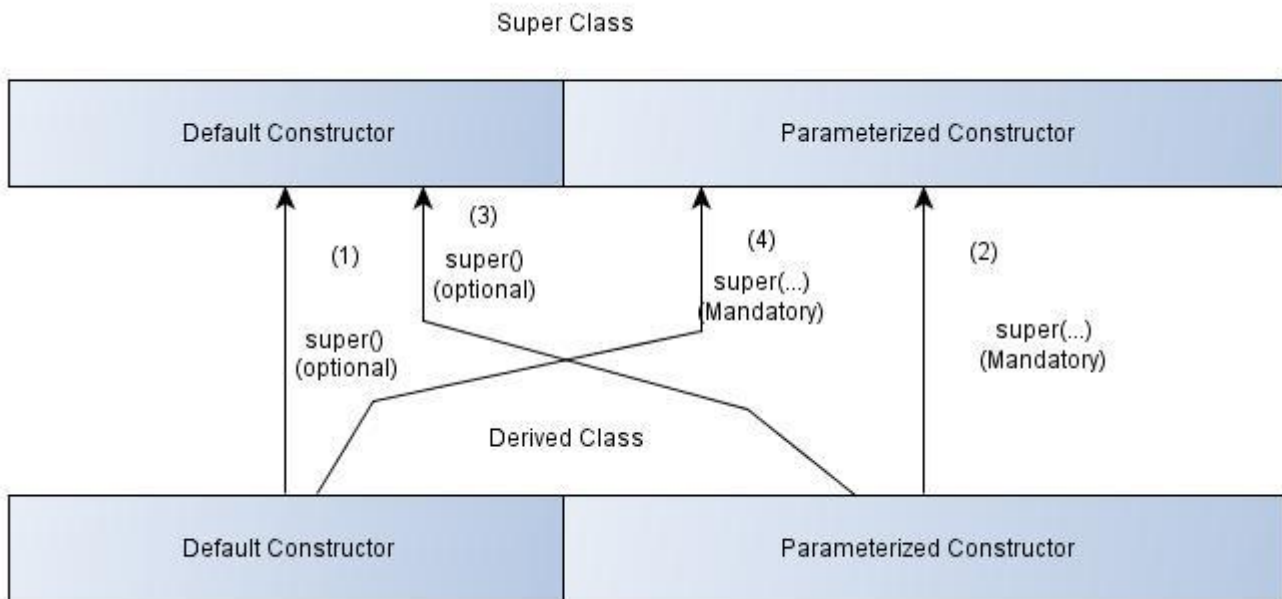 Super Class
Default Constructor
Parameterized Constructor
(1)
super()
(optional)
(3)
super()
(optional)
(4)
super(...)
(Mandatory)
(2)
super(...)
(Mandatory)
Derived Class
Default Constructor
Parameterized Constructor